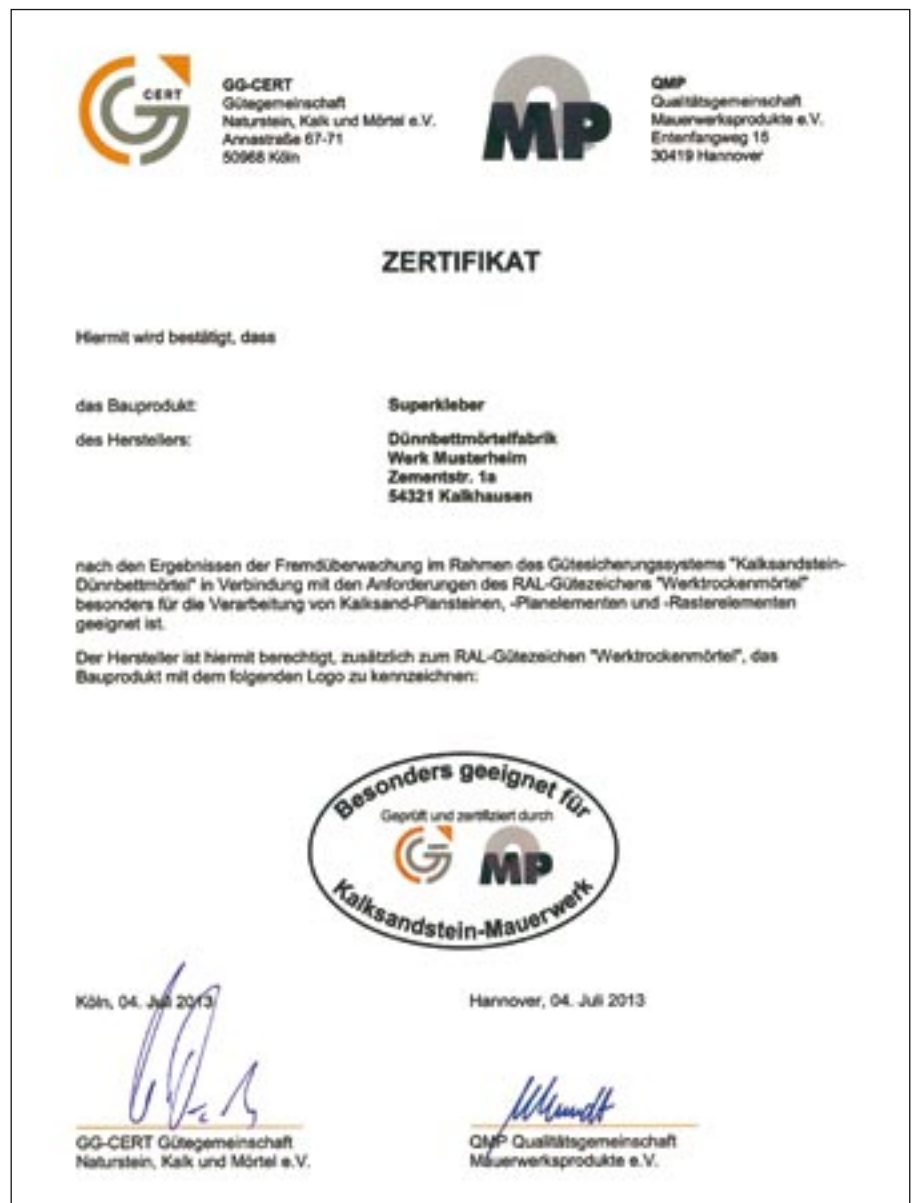 CERT
GG-CERT
Gütegemeinschaft
Naturstein, Kalk und Mörtel e.V.
Annastraße 67-71
50968 Köln
MP
QMP
Qualitätsgemeinschaft
Mauerwerksprodukte e.V.
Entenfangweg 15
30419 Hannover
ZERTIFIKAT
Hiermit wird bestätigt, dass
das Bauprodukt: Superkleber
des Herstellers: Dünnbettmörtelfabrik
Werk Musterheim
Zementstr. 1a
54321 Kalkhausen
nach den Ergebnissen der Fremdüberwachung im Rahmen des Gütesicherungssystems "Kalksandstein-
Dünnbettmörtel" in Verbindung mit den Anforderungen des RAL-Gütezeichens "Werktrockenmörtel"
besonders für die Verarbeitung von Kalksand-Plansteinen, -Planelementen und -Rasterelementen
geeignet ist.
Der Hersteller ist hiermit berechtigt, zusätzlich zum RAL-Gütezeichen "Werktrockenmörtel", das
Bauprodukt mit dem folgenden Logo zu kennzeichnen:
Besonders geeignet für
Geprüft und zertifiziert durch
MP
Kalksandstein-Mauerwerk
Köln, 04. Juli 2013
Hannover, 04. Juli 2013
GG-CERT Gütegemeinschaft
Naturstein, Kalk und Mörtel e.V.
QMP Qualitätsgemeinschaft
Mauerwerksprodukte e.V.